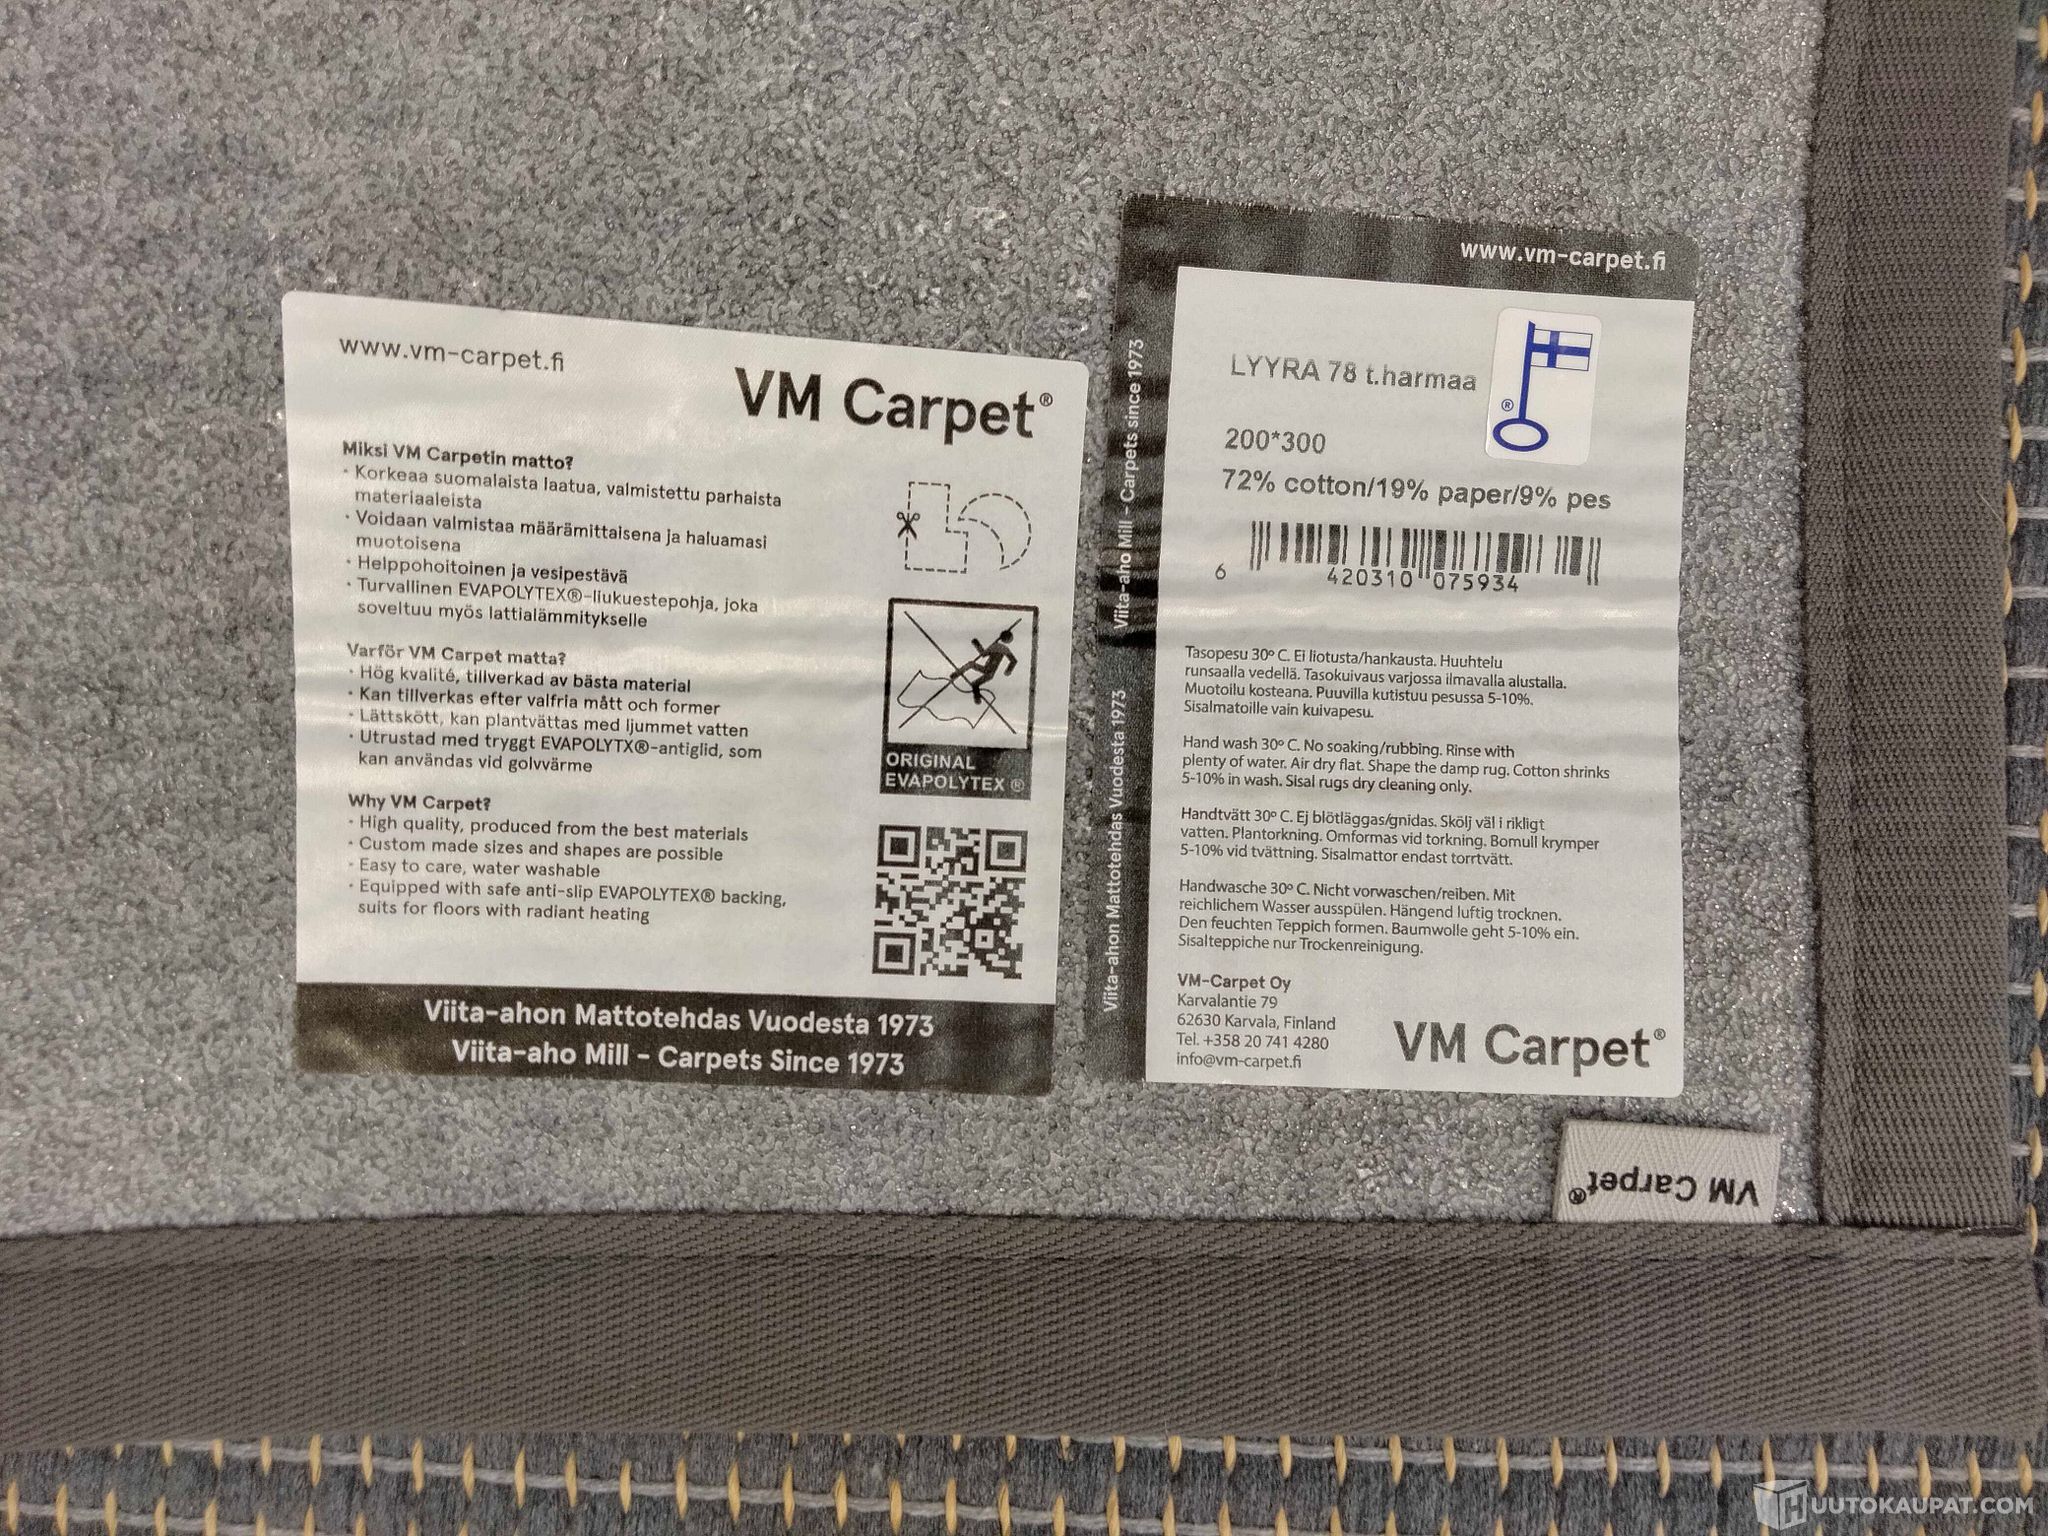 www.vm-carpet.fi
VM Carpet®
Miksi VM Carpetin matto?
· Korkeaa suomalaista laatua, valmistettu parhaista
materiaaleista
· Voidaan valmistaa määrämittaisena ja haluamasi
muotoisena
· Helppohoitoinen ja vesipestävä
· Turvallinen EVAPOLYTEX®-liukuestepohja, joka
soveltuu myös lattialämmitykselle
Varför VM Carpet matta?
· Hög kvalité, tillverkad av bästa material
· Kan tillverkas efter valfria mått och former
· Lättskött, kan plantvättas med ljummet vatten
· Utrustad med tryggt EVAPOLYTX®-antiglid, som
kan användas vid golvvärme
Why VM Carpet?
· High quality, produced from the best materials
· Custom made sizes and shapes are possible
· Easy to care, water washable
· Equipped with safe anti-slip EVAPOLYTEX® backing,
suits for floors with radiant heating
ORIGINAL
EVAPOLYTEX ®
Viita-ahon Mattotehdas Vuodesta 1973
Viita-aho Mill - Carpets Since 1973
Viita-ahon Mattotehdas Vuodesta 1973
Viita-aho Mill - Carpets since 1973
www.vm-carpet.fi
LYYRA 78 t.harmaa
®
200*300
72% cotton/19% paper/9% pes
6 420310 075934
Tasopesu 30º C. Ei liotusta/hankausta. Huuhtelu
runsaalla vedellä. Tasokuivaus varjossa ilmavalla alustalla.
Muotoilu kosteana. Puuvilla kutistuu pesussa 5-10%.
Sisalmatoille vain kuivapesu.
Hand wash 30º C. No soaking/rubbing. Rinse with
plenty of water. Air dry flat. Shape the damp rug. Cotton shrinks
5-10% in wash. Sisal rugs dry cleaning only.
Handtvätt 30º C. Ej blötläggas/gnidas. Skölj väl i rikligt
vatten. Plantorkning. Omformas vid torkning. Bomull krymper
5-10% vid tvättning. Sisalmattor endast torrtvätt.
Handwasche 30º C. Nicht vorwaschen/reiben. Mit
reichlichem Wasser ausspülen. Hängend luftig trocknen.
Den feuchten Teppich formen. Baumwolle geht 5-10% ein.
Sisalteppiche nur Trockenreinigung.
VM-Carpet Oy
Karvalantie 79
62630 Karvala, Finland
Tel. +358 20 741 4280
info@vm-carpet.fi
VM Carpet®
VM Carpet®
HUUTOKAUPAT.COM